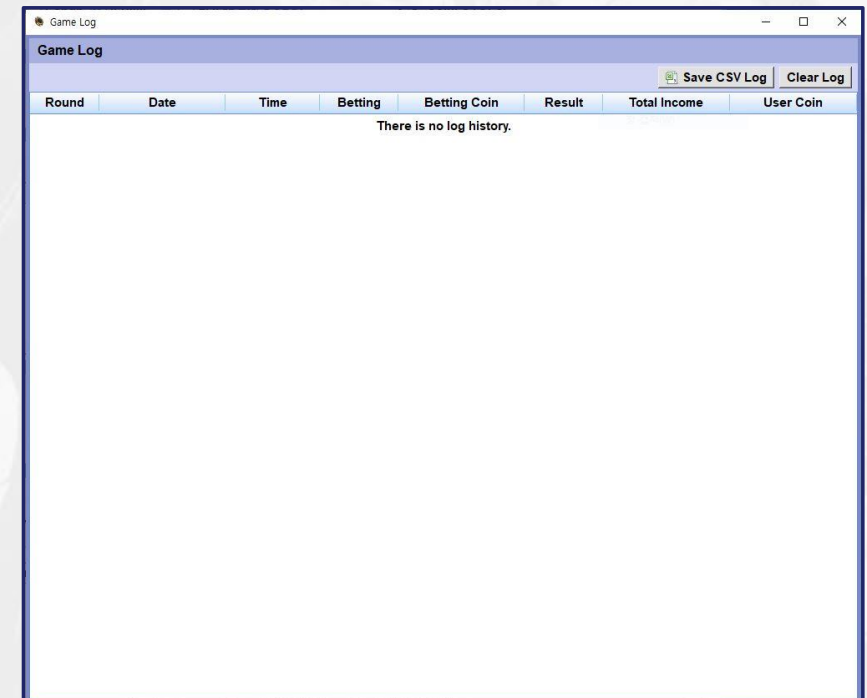 Game Log
Game Log
Save CSV Log Clear Log
Round Date Time Betting Betting Coin Result Total Income User Coin
There is no log history.